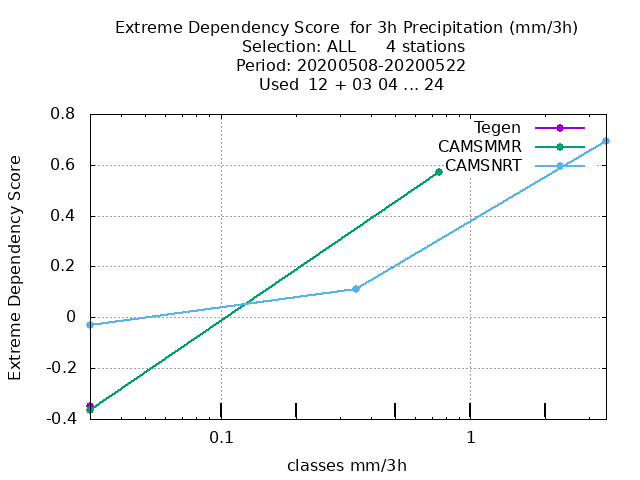 Extreme Dependency Score  for 3h Precipitation (mm/3h)
Selection: ALL      4 stations
Period: 20200508-20200522
Used  12 + 03 04 ... 24
Tegen
CAMSMMR
CAMSNRT
0.8
0.6
0.4
0.2
0
-0.2
-0.4
Extreme Dependency Score
0.1
1
classes mm/3h